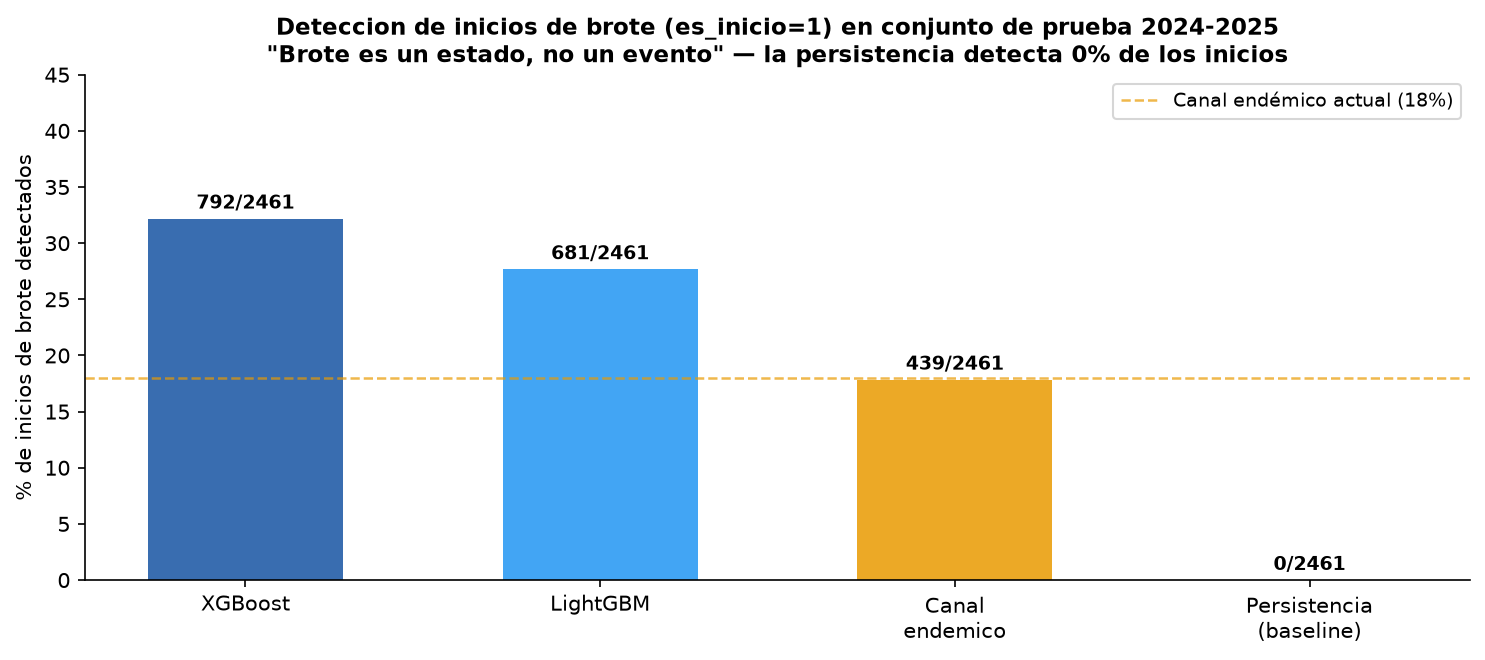 Deteccion de inicios de brote (es_inicio=1) en conjunto de prueba 2024-2025
"Brote es un estado, no un evento" — la persistencia detecta 0% de los inicios
Canal endémico actual (18%)
% de inicios de brote detectados
45
40
35
30
25
20
15
10
5
0
792/2461
681/2461
439/2461
0/2461
XGBoost
LightGBM
Canal
endemico
Persistencia
(baseline)